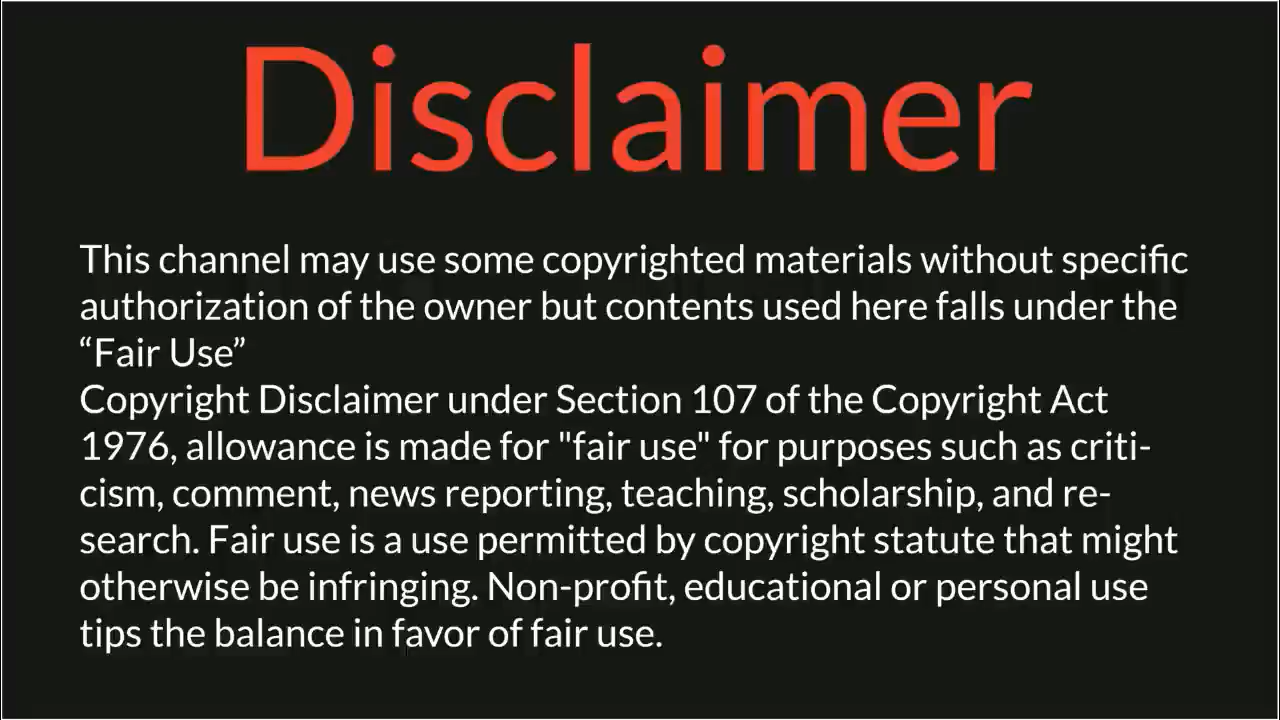 Disclaimer
This channel may use some copyrighted materials without specific
authorization of the owner but contents used here falls under the
“Fair Use”
Copyright Disclaimer under Section 107 of the Copyright Act
1976, allowance is made for "fair use" for purposes such as criti-
cism, comment, news reporting, teaching, scholarship, and re-
search. Fair use is a use permitted by copyright statute that might
otherwise be infringing. Non-profit, educational or personal use
tips the balance in favor of fair use.